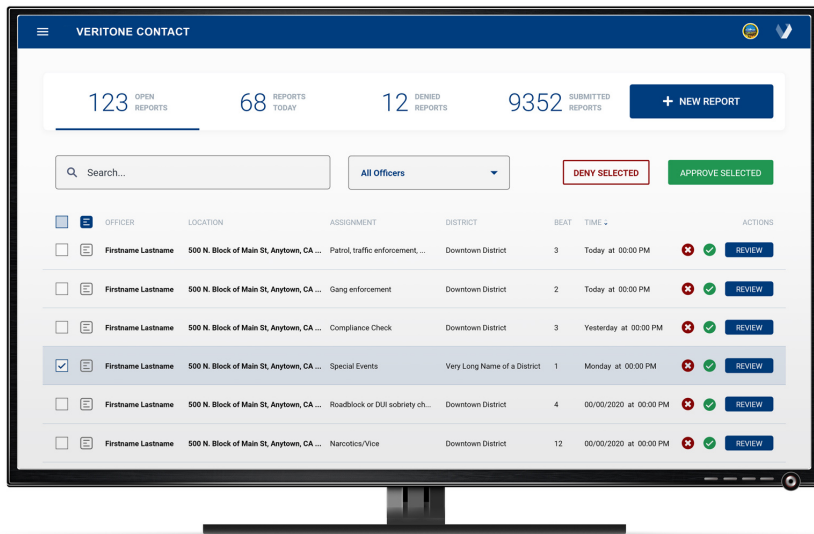 VERITONE CONTACT
123 OPEN REPORTS
68 REPORTS TODAY
12 DENIED REPORTS
9352 SUBMITTED REPORTS
+ NEW REPORT
Search...
All Officers
DENY SELECTED
APPROVE SELECTED
OFFICER LOCATION ASSIGNMENT DISTRICT BEAT TIME ACTIONS
Firstname Lastname 500 N. Block of Main St, Anytown, CA ... Patrol, traffic enforcement, ... Downtown District 3 Today at 00:00 PM REVIEW
Firstname Lastname 500 N. Block of Main St, Anytown, CA ... Gang enforcement Downtown District 2 Today at 00:00 PM REVIEW
Firstname Lastname 500 N. Block of Main St, Anytown, CA ... Compliance Check Downtown District 3 Yesterday at 00:00 PM REVIEW
Firstname Lastname 500 N. Block of Main St, Anytown, CA ... Special Events Very Long Name of a District 1 Monday at 00:00 PM REVIEW
Firstname Lastname 500 N. Block of Main St, Anytown, CA ... Roadblock or DUI sobriety ch... Downtown District 4 00/00/2020 at 00:00 PM REVIEW
Firstname Lastname 500 N. Block of Main St, Anytown, CA ... Narcotics/Vice Downtown District 12 00/00/2020 at 00:00 PM REVIEW